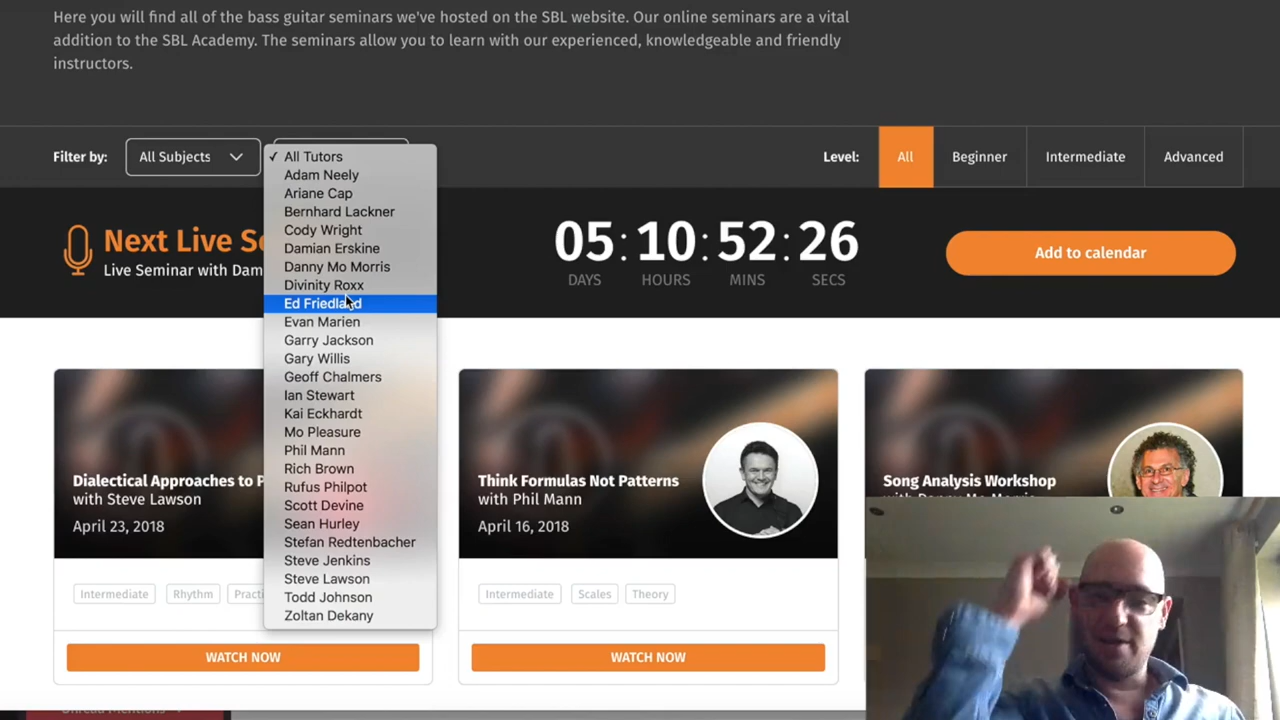 Here you will find all of the bass guitar seminars we've hosted on the SBL website. Our online seminars are a vital
addition to the SBL Academy. The seminars allow you to learn with our experienced, knowledgeable and friendly
instructors.
Filter by:
All Subjects
✓ All Tutors
Adam Neely
Ariane Cap
Bernhard Lackner
Cody Wright
Damian Erskine
Danny Mo Morris
Divinity Roxx
Ed Friedland
Evan Marien
Garry Jackson
Gary Willis
Geoff Chalmers
Ian Stewart
Kai Eckhardt
Mo Pleasure
Phil Mann
Rich Brown
Rufus Philpot
Scott Devine
Sean Hurley
Stefan Redtenbacher
Steve Jenkins
Steve Lawson
Todd Johnson
Zoltan Dekany
Level:
All
Beginner
Intermediate
Advanced
Next Live Se
Live Seminar with Dam
05:10:52:26
DAYS HOURS MINS SECS
Add to calendar
Dialectical Approaches to P
with Steve Lawson
April 23, 2018
Intermediate
Rhythm
Practi
WATCH NOW
Think Formulas Not Patterns
with Phil Mann
April 16, 2018
Intermediate
Scales
Theory
WATCH NOW
Song Analysis Workshop
with Danny Mo Morris
Unread Mentions